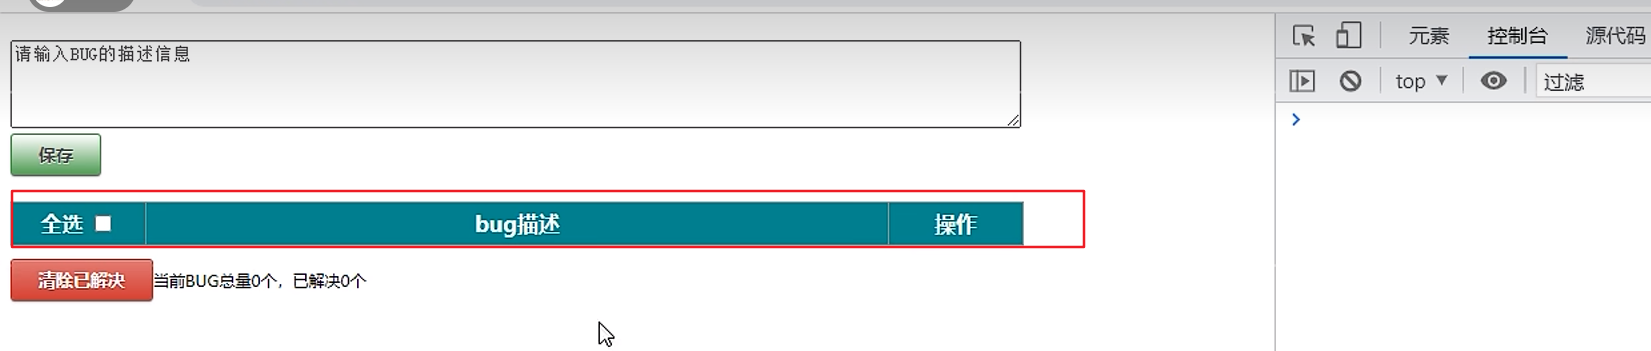 请输入BUG的描述信息
保存
全选 bug描述 操作
清除已解决 当前BUG总量0个，已解决0个
元素 控制台 源代码
top 过滤